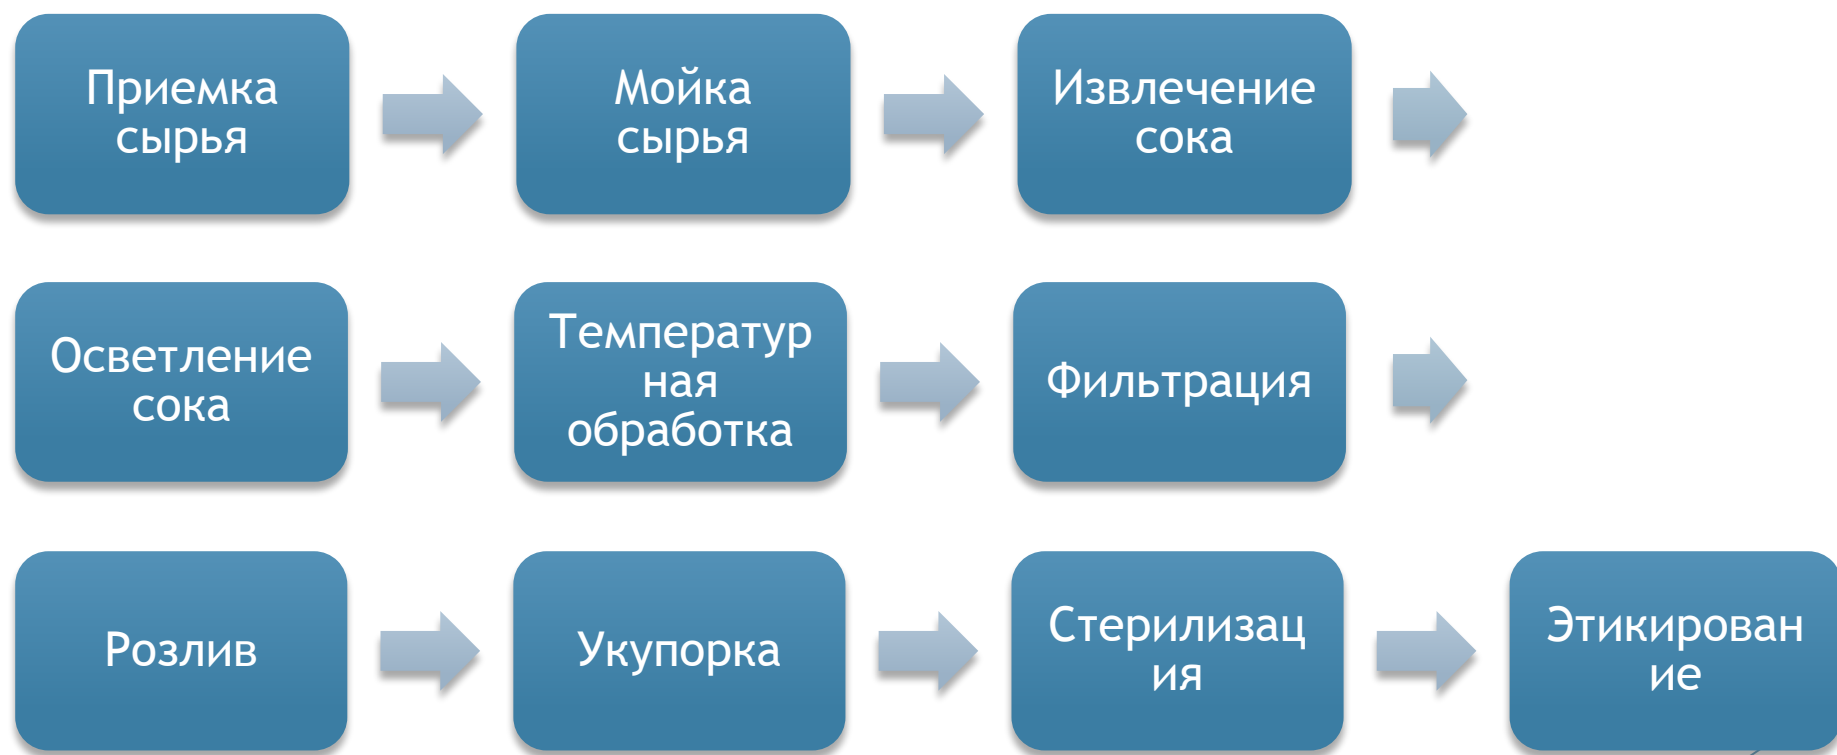 Приемка
сырья
Мойка
сырья
Извлечение
сока
Осветление
сока
Температур
ная
обработка
Фильтрация
Розлив
Укупорка
Стерилизац
ия
Этикирован
ие